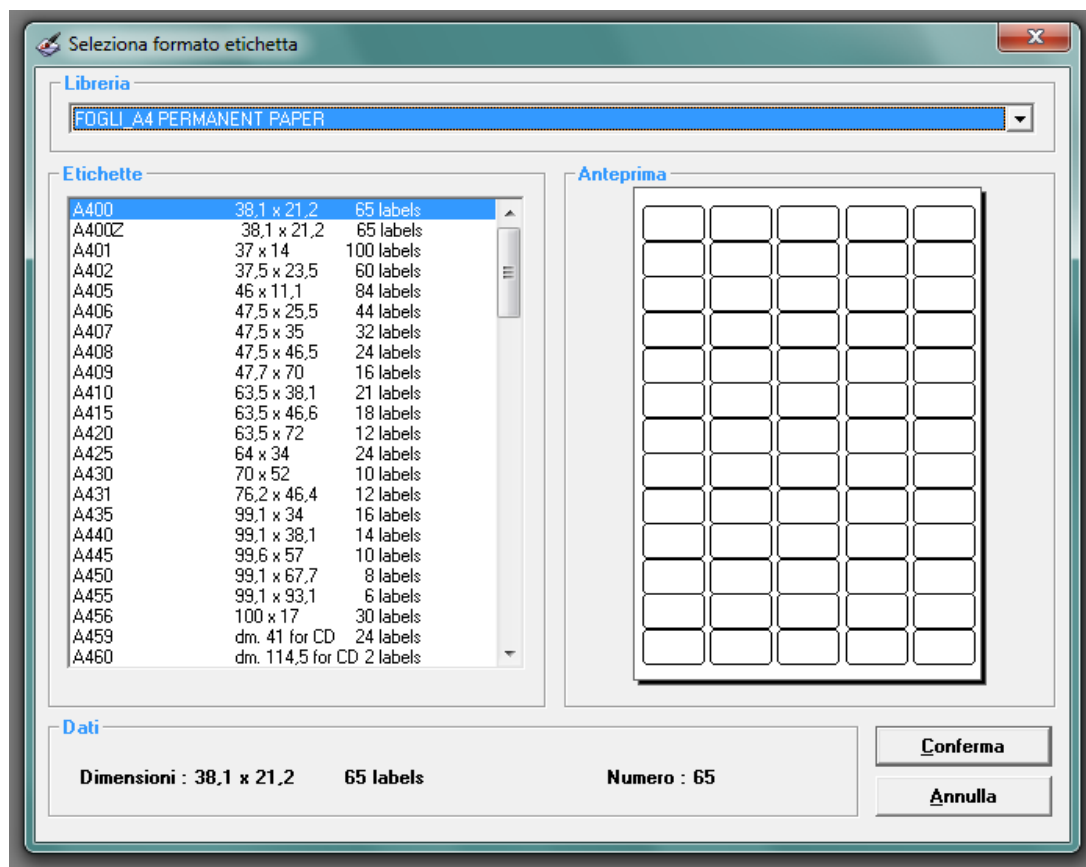 Seleziona formato etichetta
Libreria
FOGLI_A4 PERMANENT PAPER
Etichette
A400 38,1 x 21,2 65 labels
A400Z 38,1 x 21,2 65 labels
A401 37 x 14 100 labels
A402 37,5 x 23,5 60 labels
A405 46 x 11,1 84 labels
A406 47,5 x 25,5 44 labels
A407 47,5 x 35 32 labels
A408 47,5 x 46,5 24 labels
A409 47,7 x 70 16 labels
A410 63,5 x 38,1 21 labels
A415 63,5 x 46,6 18 labels
A420 63,5 x 72 12 labels
A425 64 x 34 24 labels
A430 70 x 52 10 labels
A431 76,2 x 46,4 12 labels
A435 99,1 x 34 16 labels
A440 99,1 x 38,1 14 labels
A445 99,6 x 57 10 labels
A450 99,1 x 67,7 8 labels
A455 99,1 x 93,1 6 labels
A456 100 x 17 30 labels
A459 dm. 41 for CD 24 labels
A460 dm. 114,5 for CD 2 labels
Anteprima
Dati
Dimensioni : 38,1 x 21,2 65 labels Numero : 65
Conferma
Annulla